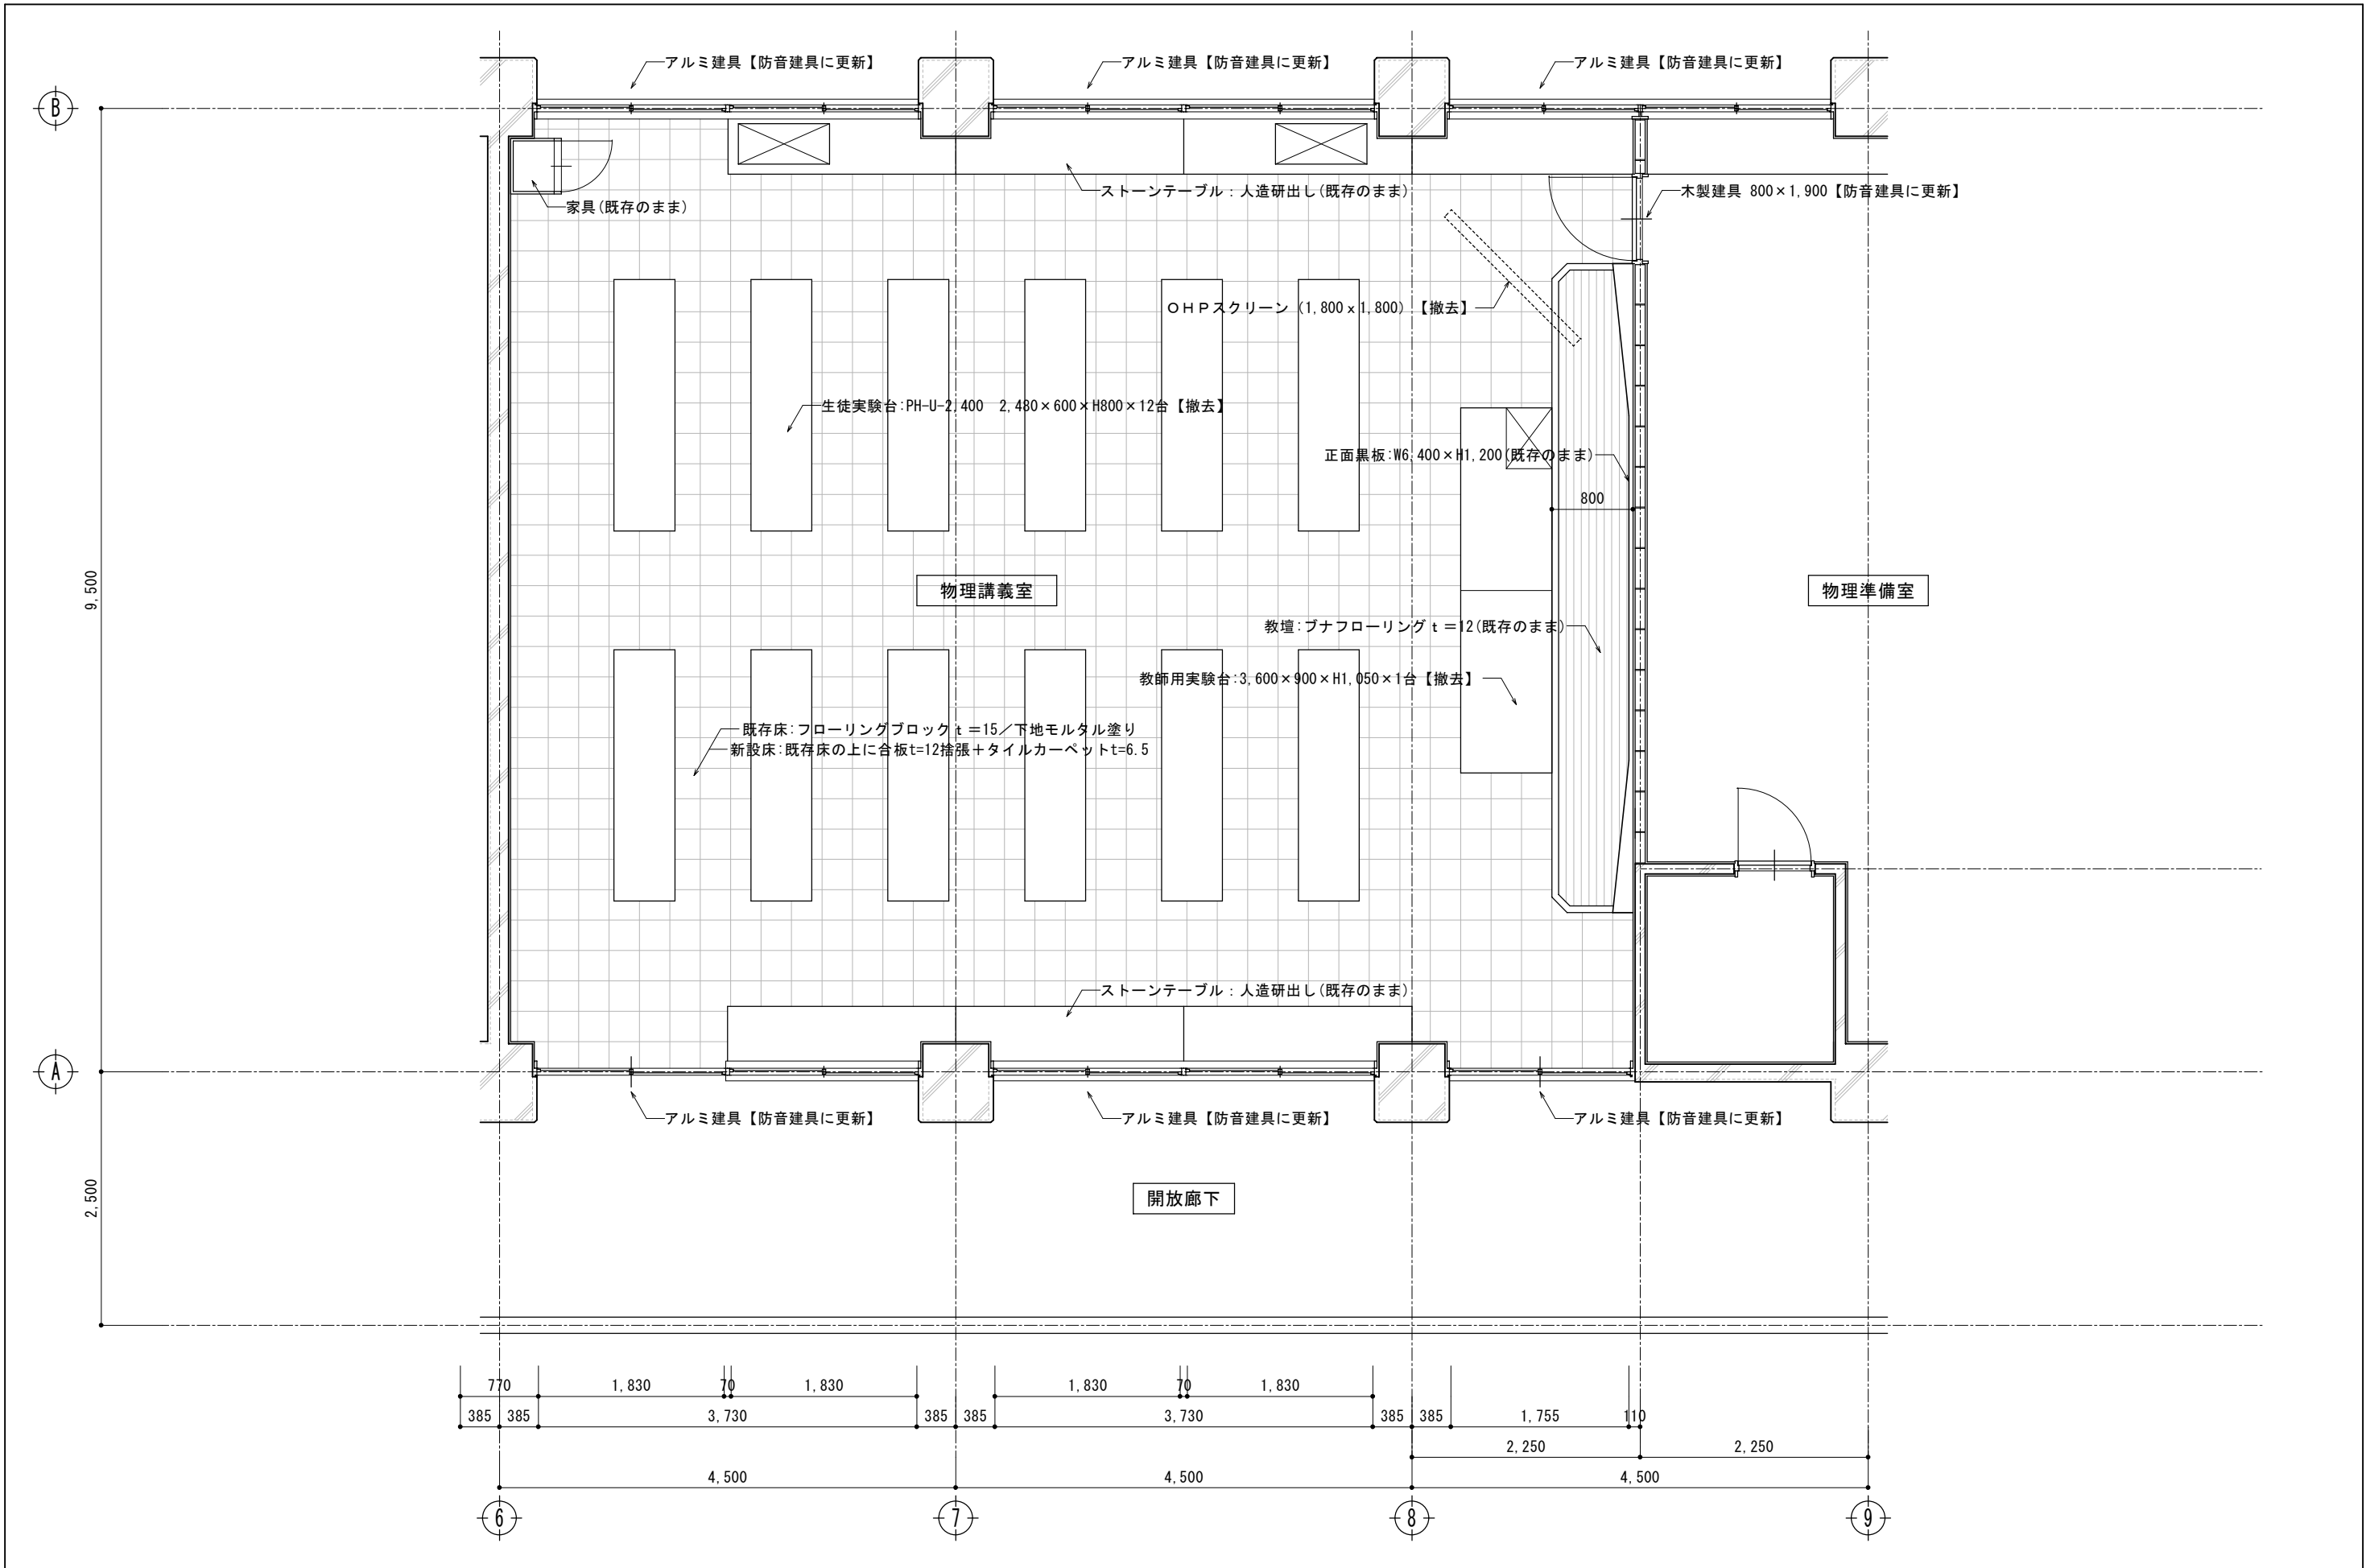 アルミ建具【防音建具に更新】
アルミ建具【防音建具に更新】
アルミ建具【防音建具に更新】
B
ストーンテーブル：人造研出し(既存のまま)
木製建具 800×1,900【防音建具に更新】
家具(既存のまま)
OHPスクリーン（1,800ｘ1,800）【撤去】
生徒実験台:PH-U-2,400　2,480×600×H800×12台【撤去】
正面黒板:W6,400×H1,200(既存のまま)
800
9,500
物理講義室
物理準備室
教壇:ブナフローリングｔ＝12(既存のまま)
教師用実験台:3,600×900×H1,050×1台【撤去】
既存床:フローリングブロックｔ＝15／下地モルタル塗り
新設床:既存床の上に合板t=12捨張＋タイルカーペットt=6.5
ストーンテーブル：人造研出し(既存のまま)
A
アルミ建具【防音建具に更新】
アルミ建具【防音建具に更新】
アルミ建具【防音建具に更新】
2,500
開放廊下
770 1,830 70 1,830 1,830 70 1,830
385 385 3,730 385 385 3,730 385 385 1,755 110
2,250 2,250
4,500 4,500 4,500
6 7 8 9